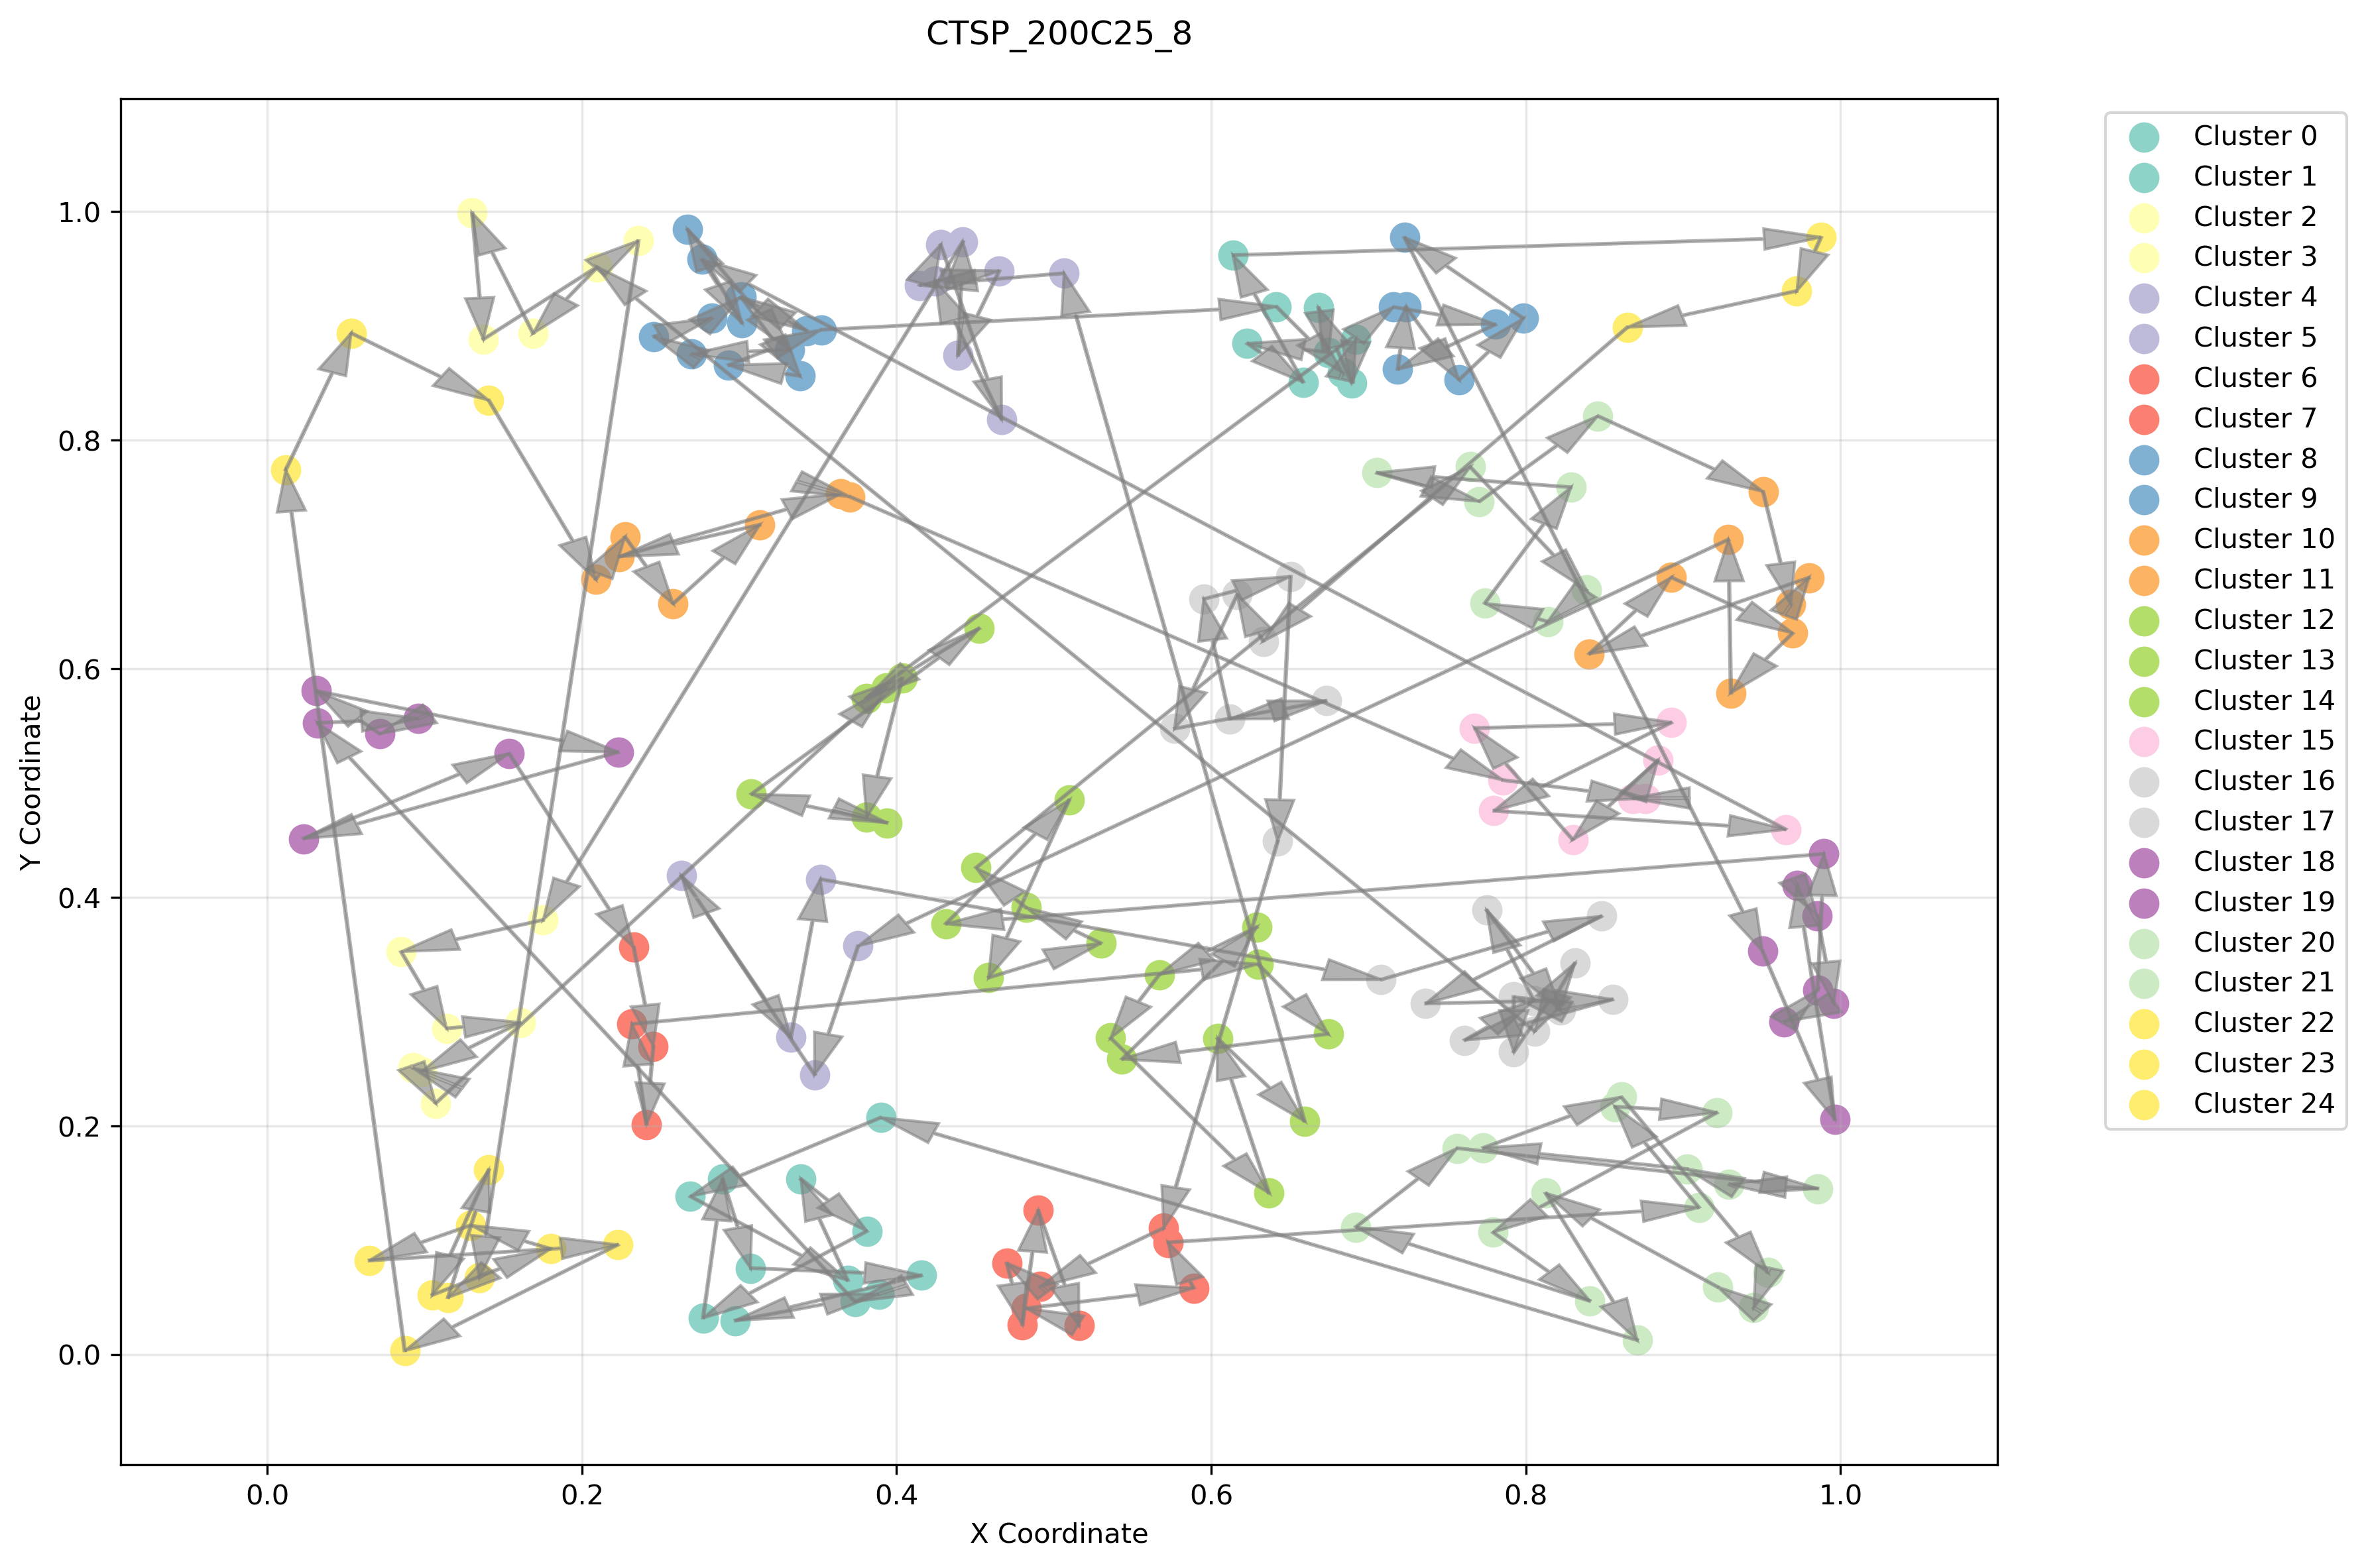 CTSP_200C25_8
1.0
0.8
0.6
0.4
0.2
0.0
Y Coordinate
0.0
0.2
0.4
0.6
0.8
1.0
X Coordinate
Cluster 0
Cluster 1
Cluster 2
Cluster 3
Cluster 4
Cluster 5
Cluster 6
Cluster 7
Cluster 8
Cluster 9
Cluster 10
Cluster 11
Cluster 12
Cluster 13
Cluster 14
Cluster 15
Cluster 16
Cluster 17
Cluster 18
Cluster 19
Cluster 20
Cluster 21
Cluster 22
Cluster 23
Cluster 24